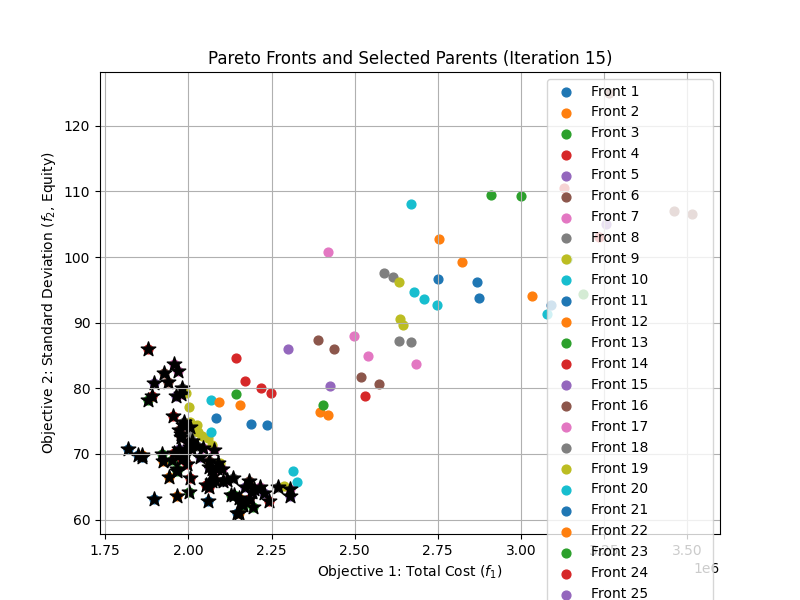 Pareto Fronts and Selected Parents (Iteration 15)
Objective 2: Standard Deviation (f₂, Equity)
120
110
100
90
80
70
60
1.75
2.00
2.25
2.50
2.75
3.00
3.50
1e6
Objective 1: Total Cost (f₁)
Front 1
Front 2
Front 3
Front 4
Front 5
Front 6
Front 7
Front 8
Front 9
Front 10
Front 11
Front 12
Front 13
Front 14
Front 15
Front 16
Front 17
Front 18
Front 19
Front 20
Front 21
Front 22
Front 23
Front 24
Front 25